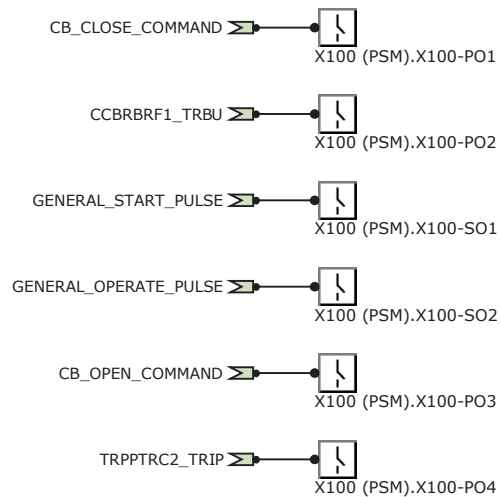 CB_CLOSE_COMMAND
X100 (PSM).X100-PO1
CCBRBRF1_TRBU
X100 (PSM).X100-PO2
GENERAL_START_PULSE
X100 (PSM).X100-SO1
GENERAL_OPERATE_PULSE
X100 (PSM).X100-SO2
CB_OPEN_COMMAND
X100 (PSM).X100-PO3
TRPPTRC2_TRIP
X100 (PSM).X100-PO4